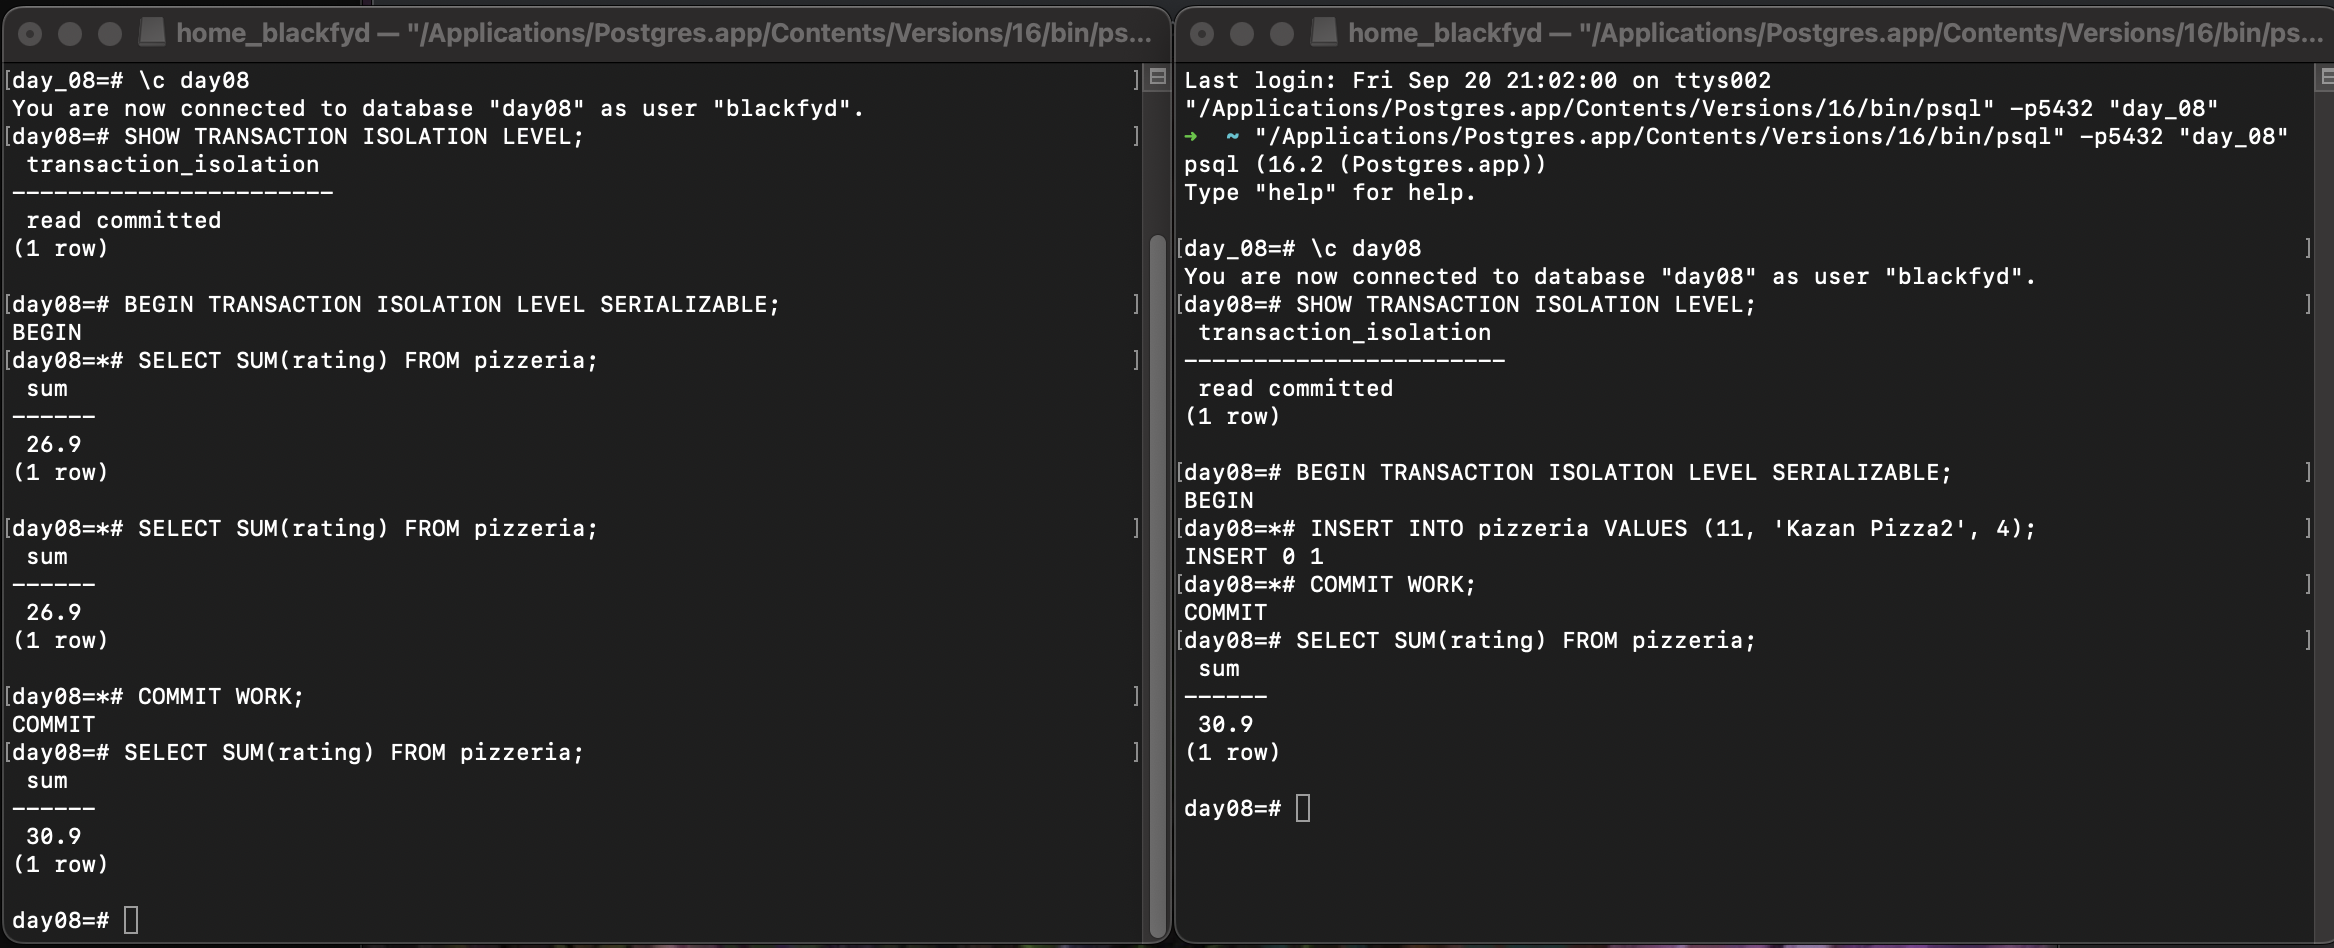 home_blackfyd — "/Applications/Postgres.app/Contents/Versions/16/bin/ps...
[day_08=# \c day08 ]
You are now connected to database "day08" as user "blackfyd".
[day08=# SHOW TRANSACTION ISOLATION LEVEL; ]
transaction_isolation
-----------------------
read committed
(1 row)
[day08=# BEGIN TRANSACTION ISOLATION LEVEL SERIALIZABLE; ]
BEGIN
[day08=*# SELECT SUM(rating) FROM pizzeria; ]
sum
------
26.9
(1 row)
[day08=*# SELECT SUM(rating) FROM pizzeria; ]
sum
------
26.9
(1 row)
[day08=*# COMMIT WORK; ]
COMMIT
[day08=# SELECT SUM(rating) FROM pizzeria; ]
sum
------
30.9
(1 row)
day08=#
home_blackfyd — "/Applications/Postgres.app/Contents/Versions/16/bin/ps...
Last login: Fri Sep 20 21:02:00 on ttys002
"/Applications/Postgres.app/Contents/Versions/16/bin/psql" -p5432 "day_08"
➜ ~ "/Applications/Postgres.app/Contents/Versions/16/bin/psql" -p5432 "day_08"
psql (16.2 (Postgres.app))
Type "help" for help.
[day_08=# \c day08 ]
You are now connected to database "day08" as user "blackfyd".
[day08=# SHOW TRANSACTION ISOLATION LEVEL; ]
transaction_isolation
-----------------------
read committed
(1 row)
[day08=# BEGIN TRANSACTION ISOLATION LEVEL SERIALIZABLE; ]
BEGIN
[day08=*# INSERT INTO pizzeria VALUES (11, 'Kazan Pizza2', 4); ]
INSERT 0 1
[day08=*# COMMIT WORK; ]
COMMIT
[day08=# SELECT SUM(rating) FROM pizzeria; ]
sum
------
30.9
(1 row)
day08=#